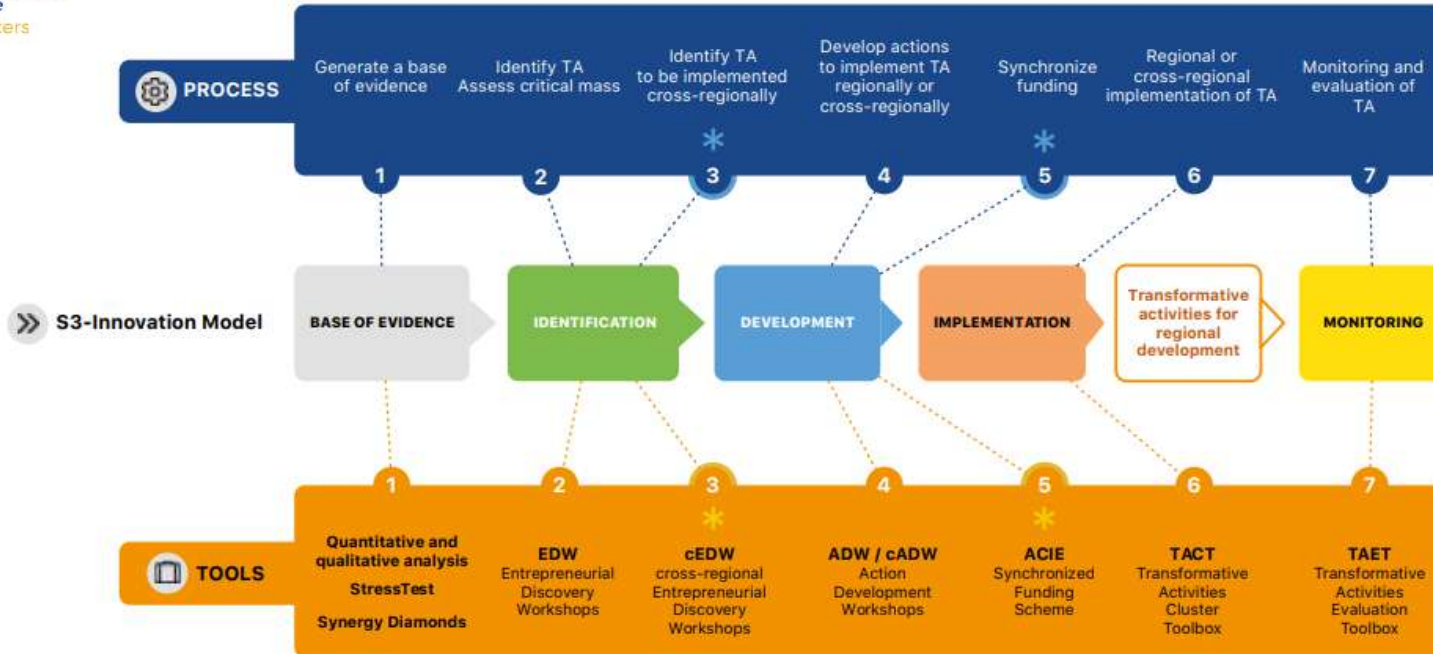 PROCESS
Generate a base
of evidence
Identify TA
Assess critical mass
Identify TA
to be implemented
cross-regionally
*
Develop actions
to implement TA
regionally or
cross-regionally
Synchronize
funding
*
Regional or
cross-regional
implementation of TA
Monitoring and
evaluation of
TA
1
2
3
4
5
6
7
S3-Innovation Model
BASE OF EVIDENCE
IDENTIFICATION
DEVELOPMENT
IMPLEMENTATION
Transformative
activities for
regional
development
MONITORING
1
2
3
4
5
6
7
TOOLS
Quantitative and
qualitative analysis
StressTest
Synergy Diamonds
EDW
Entrepreneurial
Discovery
Workshops
*
cEDW
cross-regional
Entrepreneurial
Discovery
Workshops
ADW / cADW
Action
Development
Workshops
*
ACIE
Synchronized
Funding
Scheme
TACT
Transformative
Activities
Cluster
Toolbox
TAET
Transformative
Activities
Evaluation
Toolbox